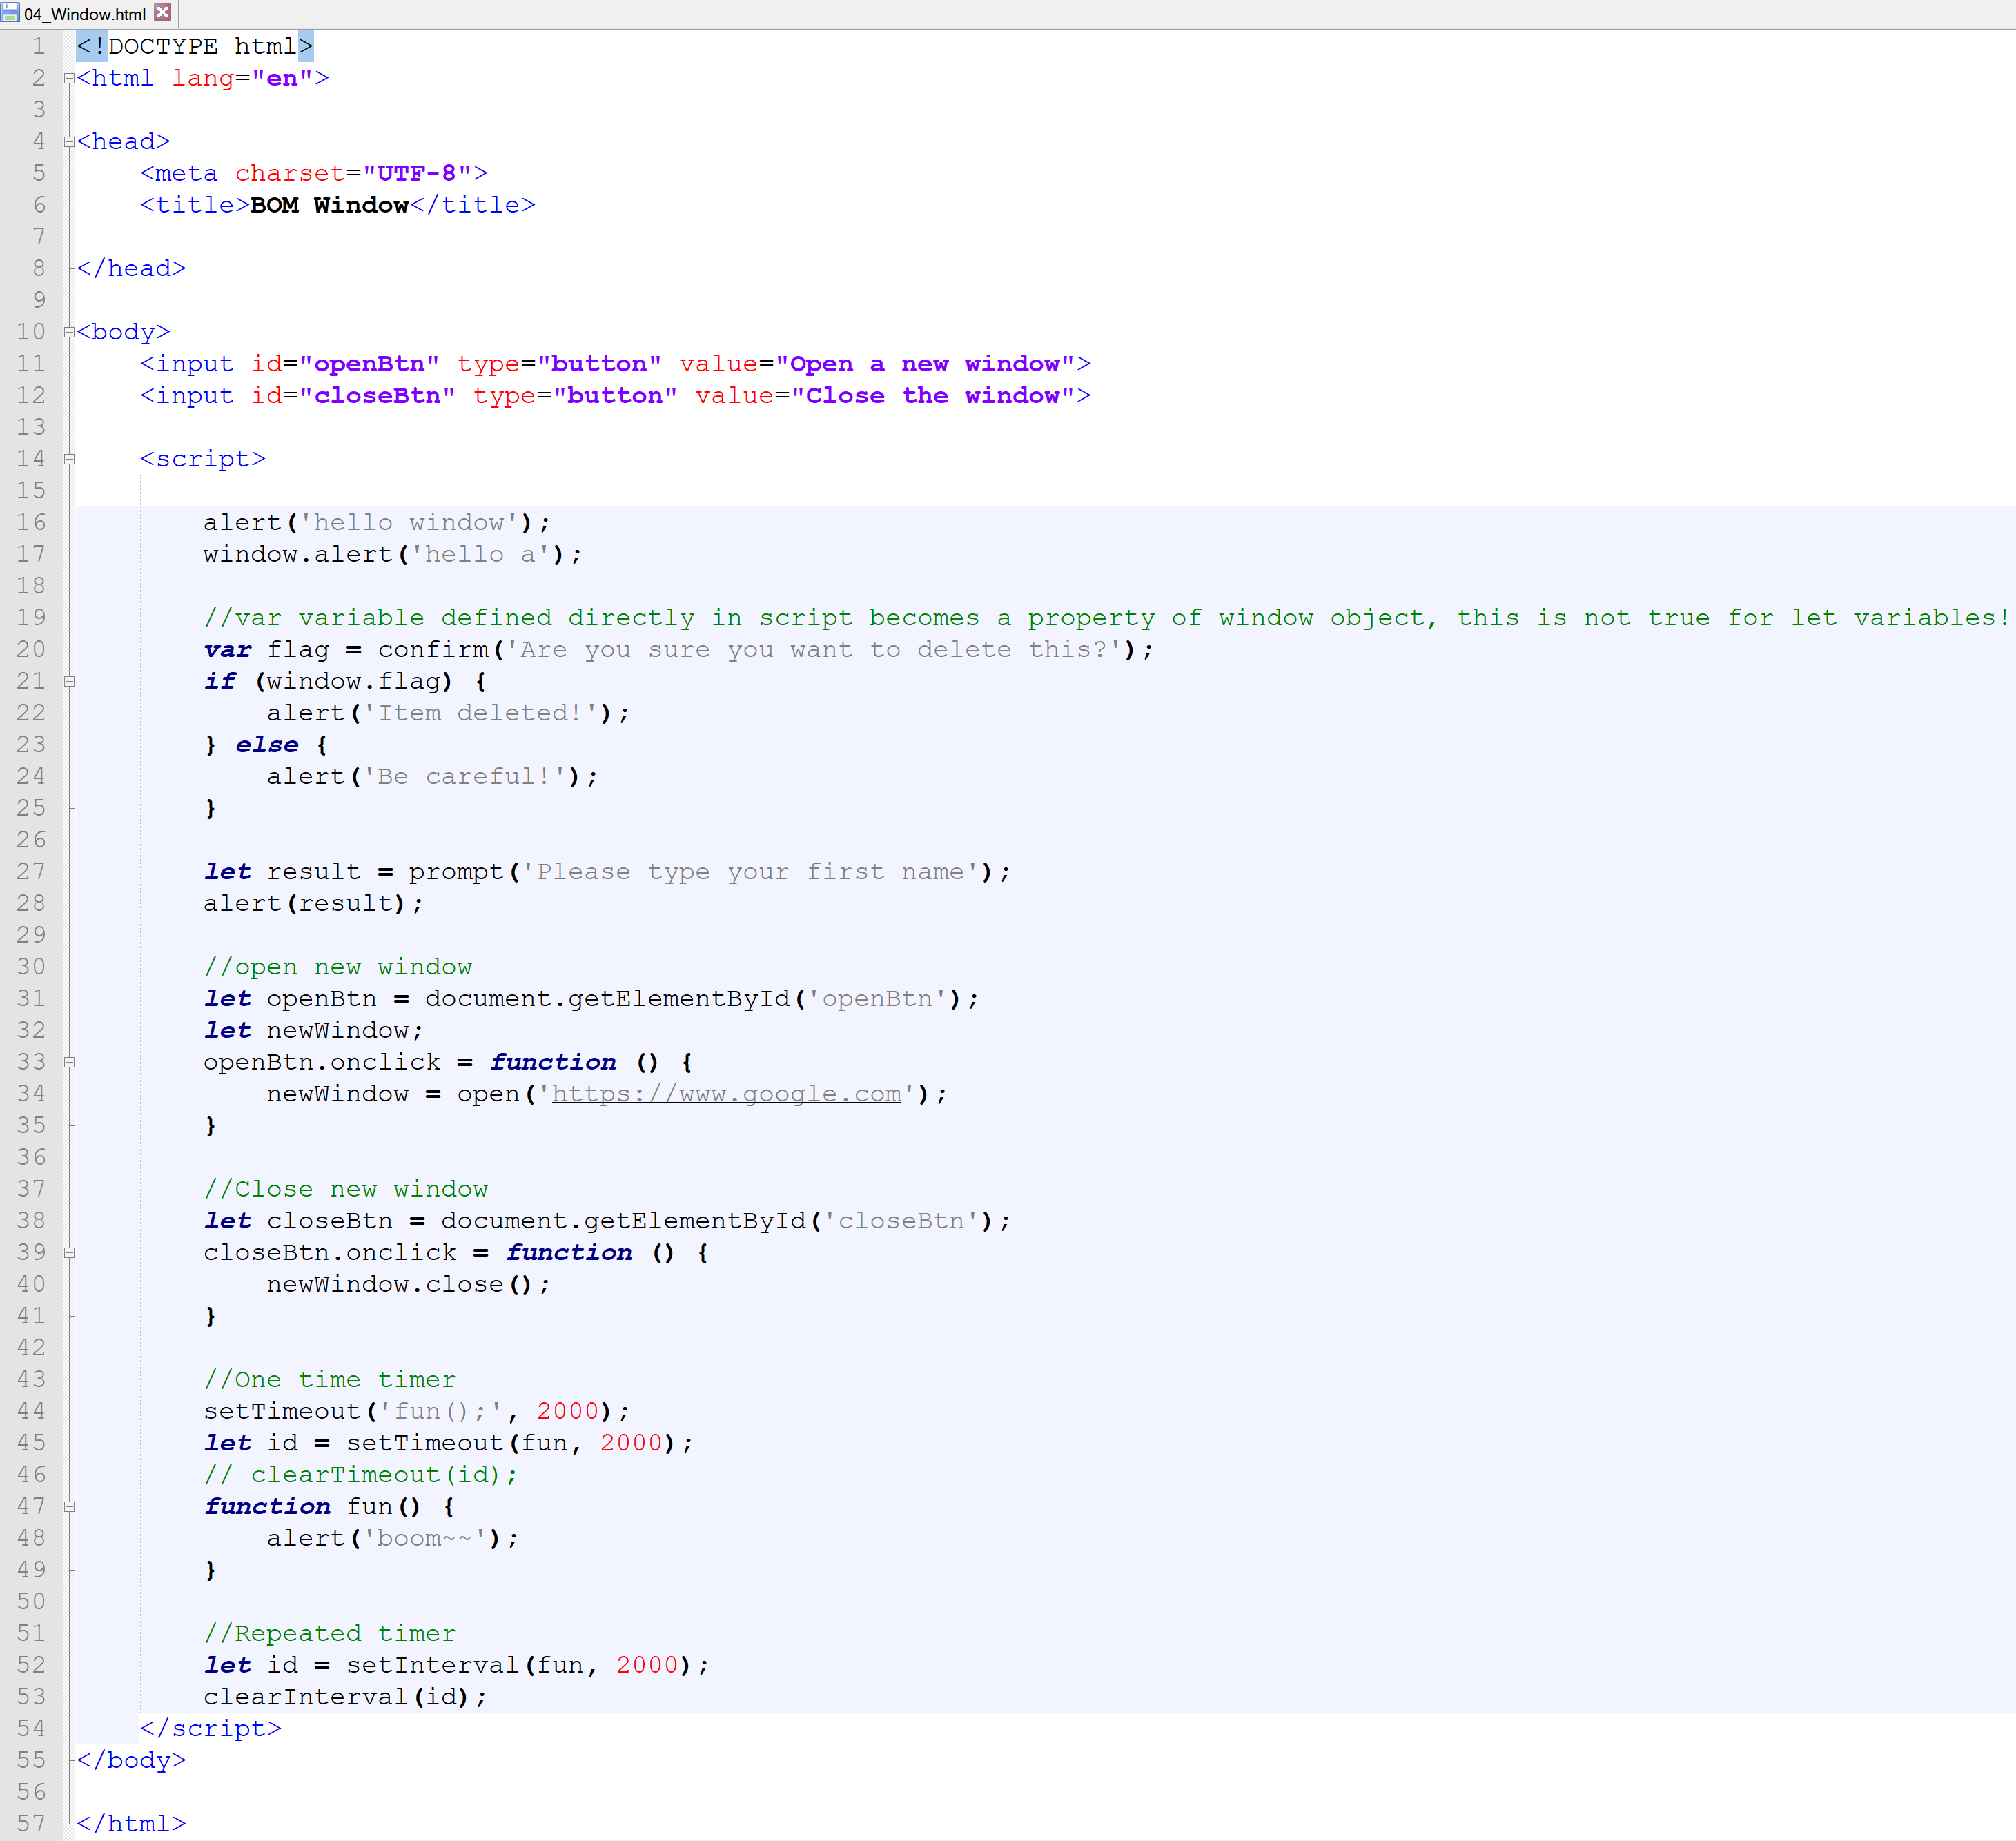 04_Window.html
1 <!DOCTYPE html>
2 <html lang="en">
3
4 <head>
5     <meta charset="UTF-8">
6     <title>BOM Window</title>
7
8 </head>
9
10 <body>
11     <input id="openBtn" type="button" value="Open a new window">
12     <input id="closeBtn" type="button" value="Close the window">
13
14     <script>
15
16         alert('hello window');
17         window.alert('hello a');
18
19         //var variable defined directly in script becomes a property of window object, this is not true for let variables!
20         var flag = confirm('Are you sure you want to delete this?');
21         if (window.flag) {
22             alert('Item deleted!');
23         } else {
24             alert('Be careful!');
25         }
26
27         let result = prompt('Please type your first name');
28         alert(result);
29
30         //open new window
31         let openBtn = document.getElementById('openBtn');
32         let newWindow;
33         openBtn.onclick = function () {
34             newWindow = open('https://www.google.com');
35         }
36
37         //Close new window
38         let closeBtn = document.getElementById('closeBtn');
39         closeBtn.onclick = function () {
40             newWindow.close();
41         }
42
43         //One time timer
44         setTimeout('fun();', 2000);
45         let id = setTimeout(fun, 2000);
46         // clearTimeout(id);
47         function fun() {
48             alert('boom~~');
49         }
50
51         //Repeated timer
52         let id = setInterval(fun, 2000);
53         clearInterval(id);
54     </script>
55 </body>
56
57 </html>